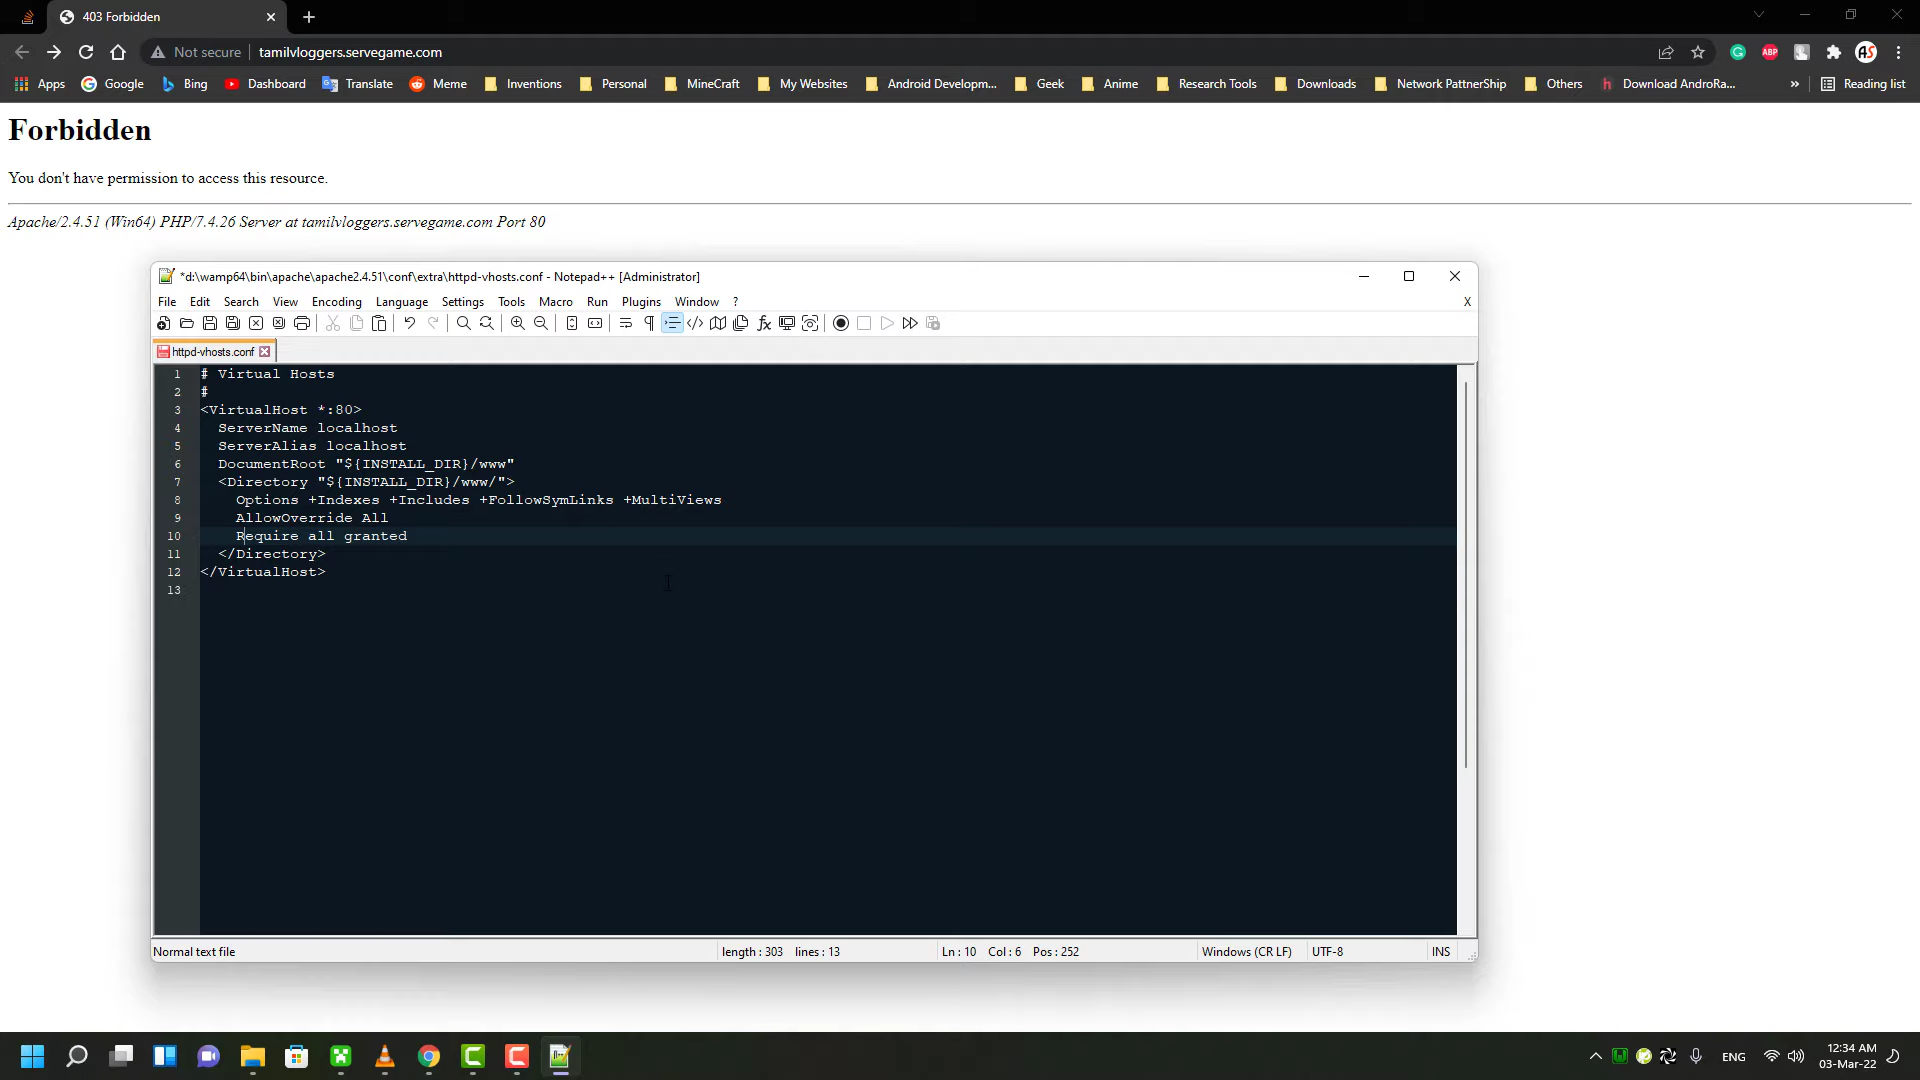 403 Forbidden
Not secure tamilvloggers.servegame.com
ABP AS
Apps Google Bing Dashboard Translate Meme Inventions Personal MineCraft My Websites Android Developm... Geek Anime Research Tools Downloads Network PattnerShip Others Download AndroRa... » Reading list
Forbidden
You don't have permission to access this resource.
Apache/2.4.51 (Win64) PHP/7.4.26 Server at tamilvloggers.servegame.com Port 80
*d:\wamp64\bin\apache\apache2.4.51\conf\extra\httpd-vhosts.conf - Notepad++ [Administrator]
File Edit Search View Encoding Language Settings Tools Macro Run Plugins Window ? X
httpd-vhosts.conf
1 # Virtual Hosts
2 #
3 <VirtualHost *:80>
4 ServerName localhost
5 ServerAlias localhost
6 DocumentRoot "${INSTALL_DIR}/www"
7 <Directory "${INSTALL_DIR}/www/">
8 Options +Indexes +Includes +FollowSymLinks +MultiViews
9 AllowOverride All
10 Require all granted
11 </Directory>
12 </VirtualHost>
13
Normal text file length : 303 lines : 13 Ln : 10 Col : 6 Pos : 252 Windows (CR LF) UTF-8 INS
ENG 12:34 AM
03-Mar-22